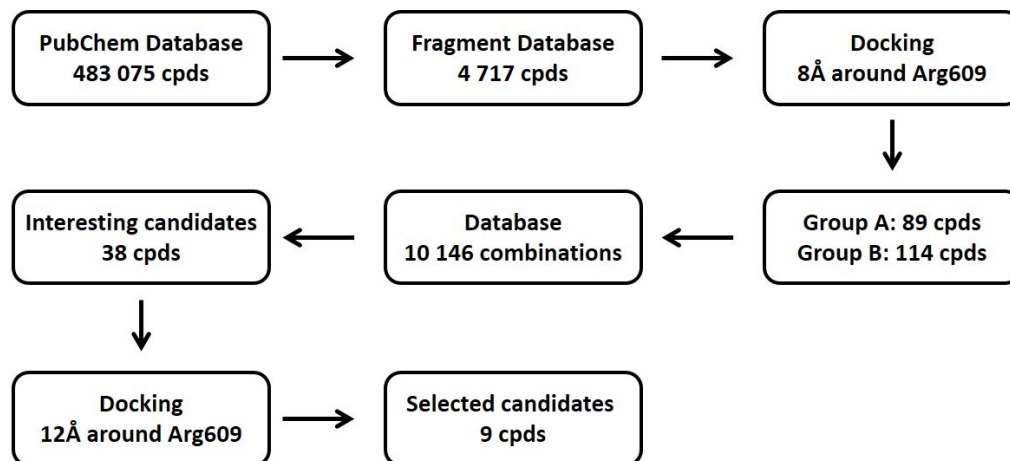 PubChem Database
483 075 cpds
Fragment Database
4 717 cpds
Docking
8Å around Arg609
Group A: 89 cpds
Group B: 114 cpds
Database
10 146 combinations
Interesting candidates
38 cpds
Docking
12Å around Arg609
Selected candidates
9 cpds